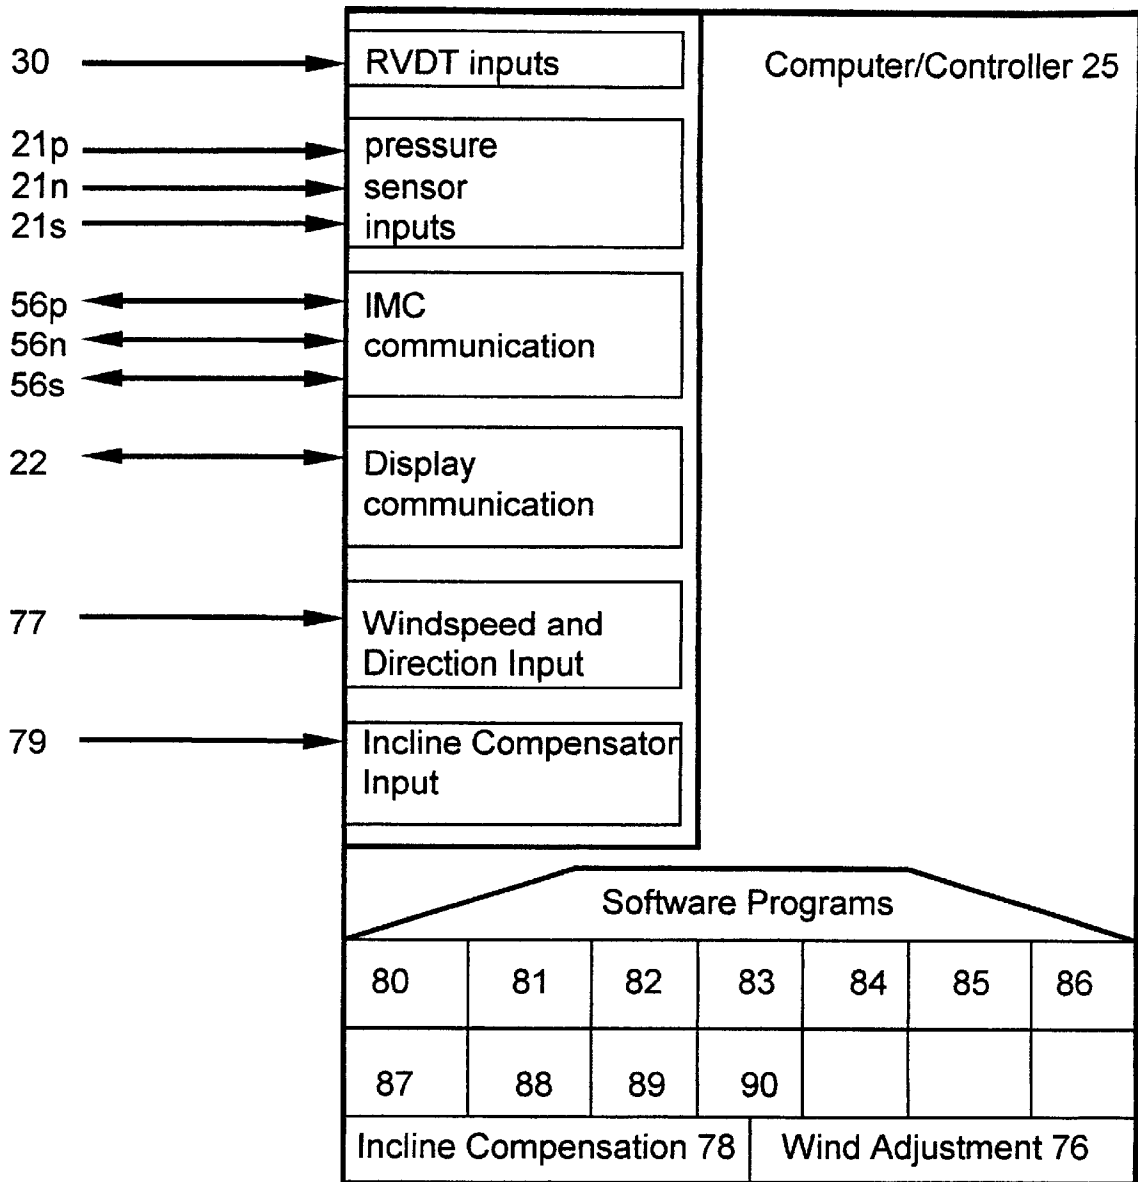 30
RVDT inputs
Computer/Controller 25
21p
21n
21s
pressure
sensor
inputs
56p
56n
56s
IMC
communication
22
Display
communication
77
Windspeed and
Direction Input
79
Incline Compensator
Input
Software Programs
80 81 82 83 84 85 86
87 88 89 90
Incline Compensation 78 Wind Adjustment 76